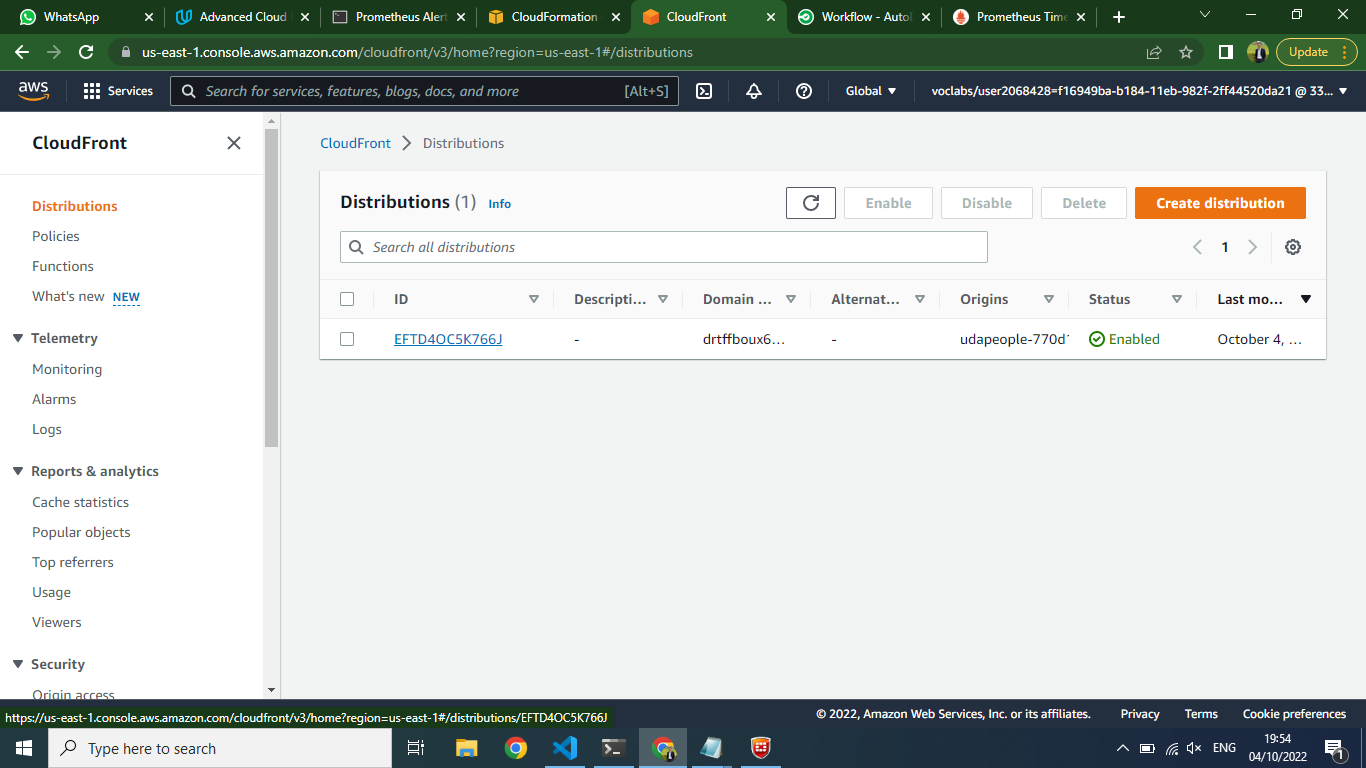 WhatsApp
Advanced Cloud
Prometheus Alert
CloudFormation
CloudFront
Workflow - Auto
Prometheus Time
us-east-1.console.aws.amazon.com/cloudfront/v3/home?region=us-east-1#/distributions
Update
aws
Services
Search for services, features, blogs, docs, and more
[Alt+S]
Global
voclabs/user2068428=f16949ba-b184-11eb-982f-2ff44520da21 @ 33...
CloudFront
Distributions
Policies
Functions
What's new NEW
Telemetry
Monitoring
Alarms
Logs
Reports & analytics
Cache statistics
Popular objects
Top referrers
Usage
Viewers
Security
Origin access
CloudFront
Distributions
Distributions (1) Info
Enable
Disable
Delete
Create distribution
Search all distributions
1
ID
Descripti...
Domain ...
Alternat...
Origins
Status
Last mo...
EFTD4OC5K766J
-
drtffboux6...
-
udapeople-770d
Enabled
October 4, ...
https://us-east-1.console.aws.amazon.com/cloudfront/v3/home?region=us-east-1#/distributions/EFTD4OC5K766J
© 2022, Amazon Web Services, Inc. or its affiliates.
Privacy
Terms
Cookie preferences
Type here to search
ENG
19:54
04/10/2022
1